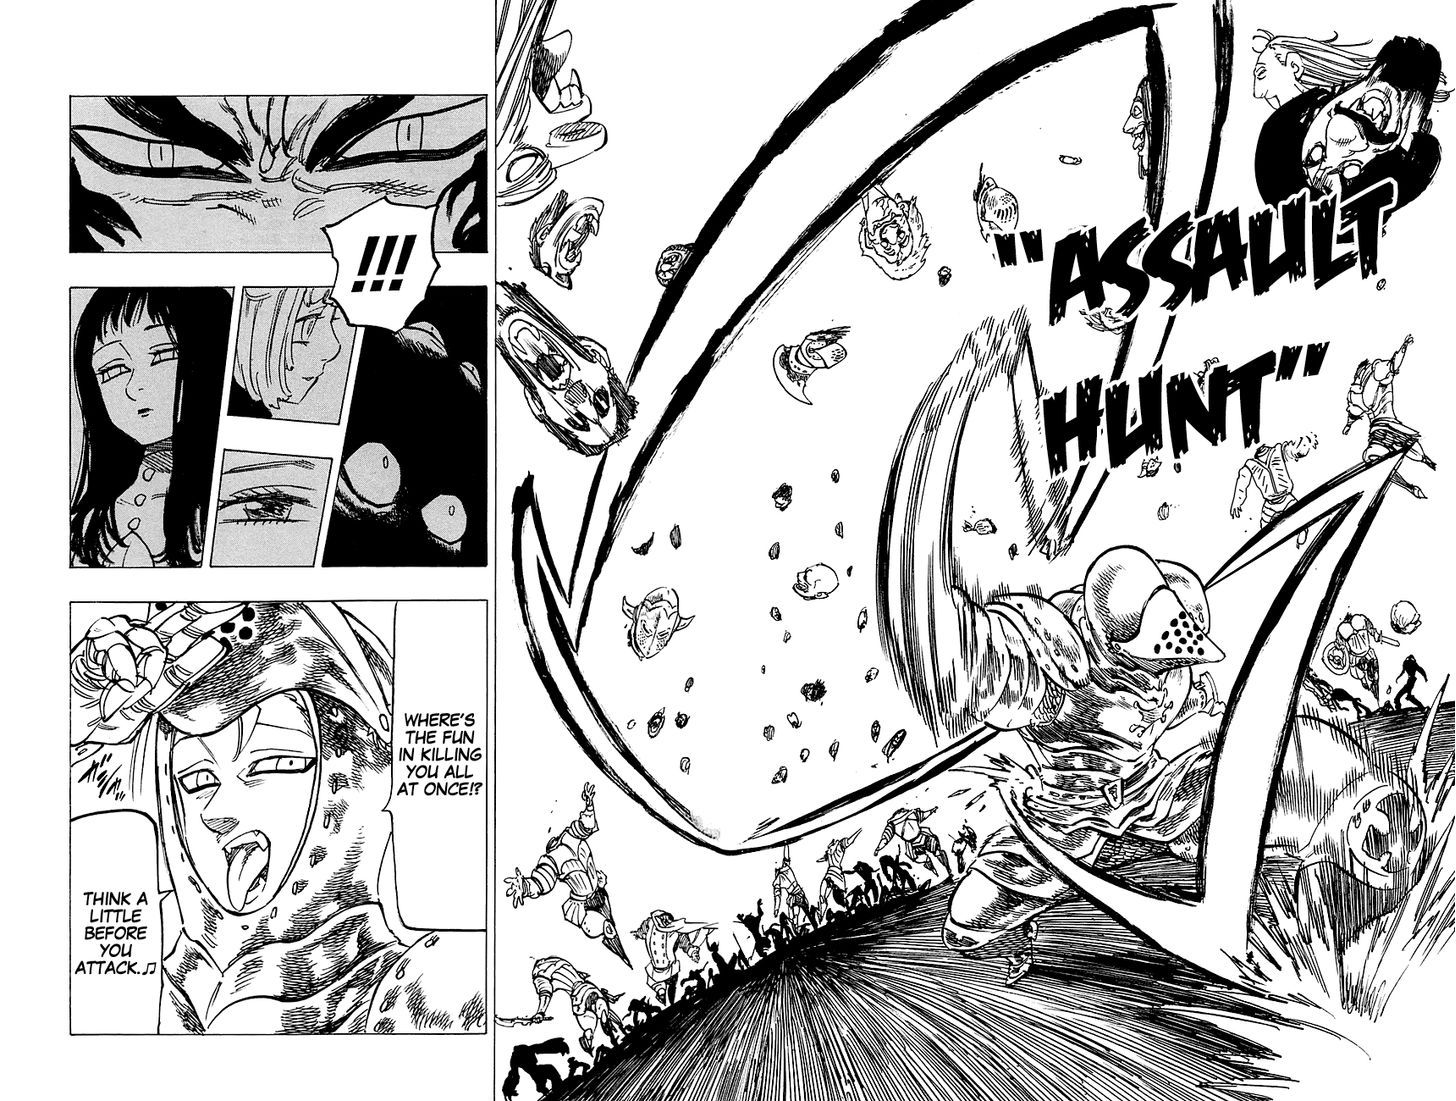 "ASSAULT
HUNT"
!!!
WHERE'S
THE FUN
IN KILLING
YOU ALL
AT ONCE!?
THINK A
LITTLE
BEFORE
YOU
ATTACK.♫